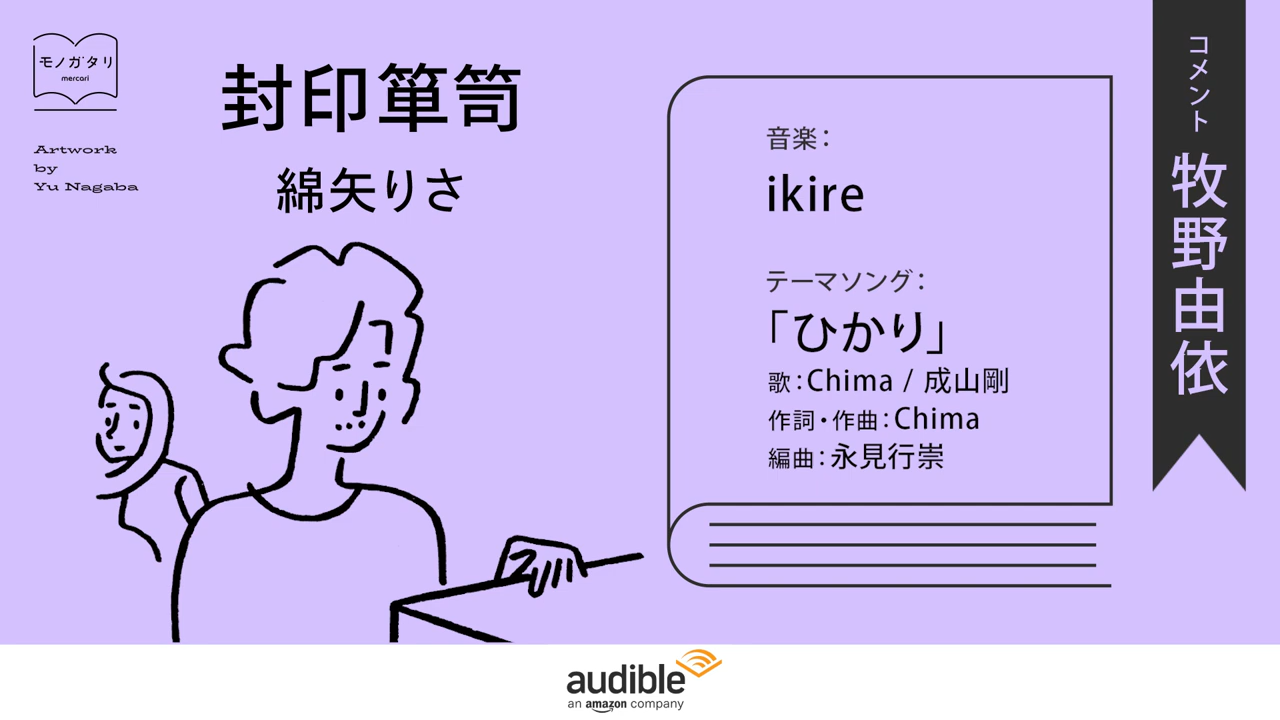 モノガタリ
mercari
Artwork
by
Yu Nagaba
封印箪笥
綿矢りさ
音楽：
ikire
テーマソング：
「ひかり」
歌：Chima / 成山剛
作詞・作曲：Chima
編曲：永見行崇
コメント 牧野由依
audible
an amazon company